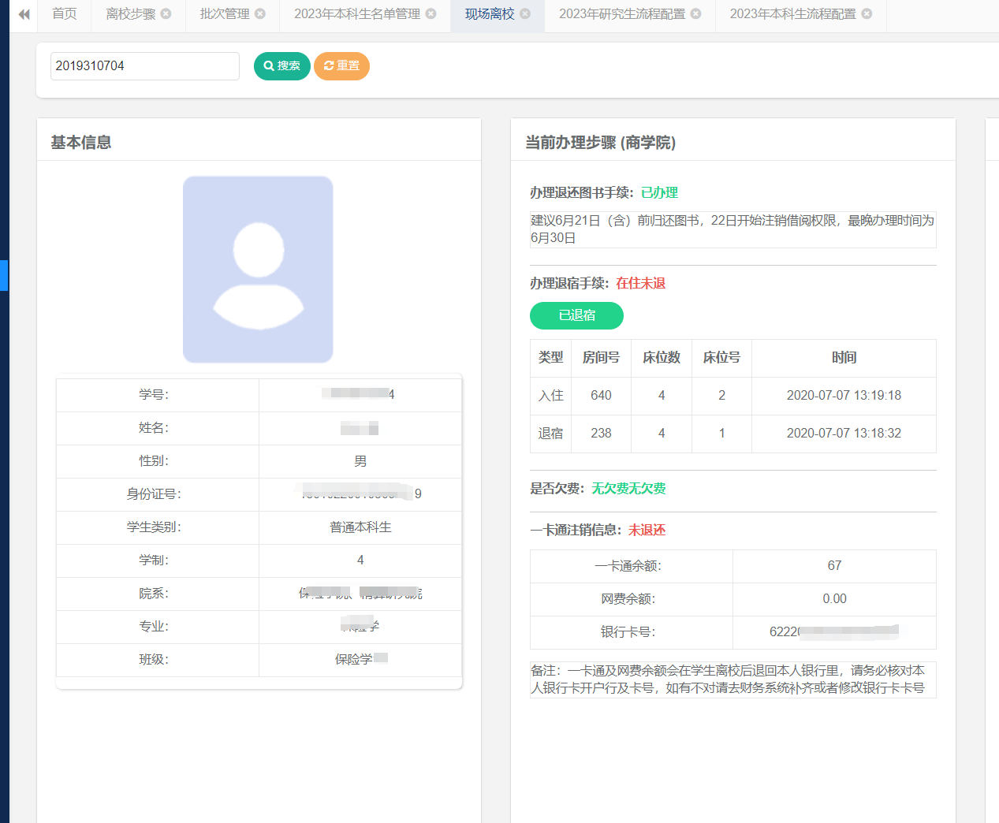 首页 离校步骤 批次管理 2023年本科生名单管理 现场离校 2023年研究生流程配置 2023年本科生流程配置
2019310704 搜索 重置
基本信息
学号： 4
姓名：
性别： 男
身份证号： 9
学生类别： 普通本科生
学制： 4
院系：
专业：
班级： 保险学
当前办理步骤 (商学院)
办理退还图书手续：已办理
建议6月21日（含）前归还图书，22日开始注销借阅权限，最晚办理时间为
6月30日
办理退宿手续：在住未退
已退宿
类型 房间号 床位数 床位号 时间
入住 640 4 2 2020-07-07 13:19:18
退宿 238 4 1 2020-07-07 13:18:32
是否欠费：无欠费无欠费
一卡通注销信息：未退还
一卡通余额： 67
网费余额： 0.00
银行卡号： 6222
备注：一卡通及网费余额会在学生离校后退回本人银行里，请务必核对本
人银行卡开户行及卡号，如有不对请去财务系统补齐或者修改银行卡卡号